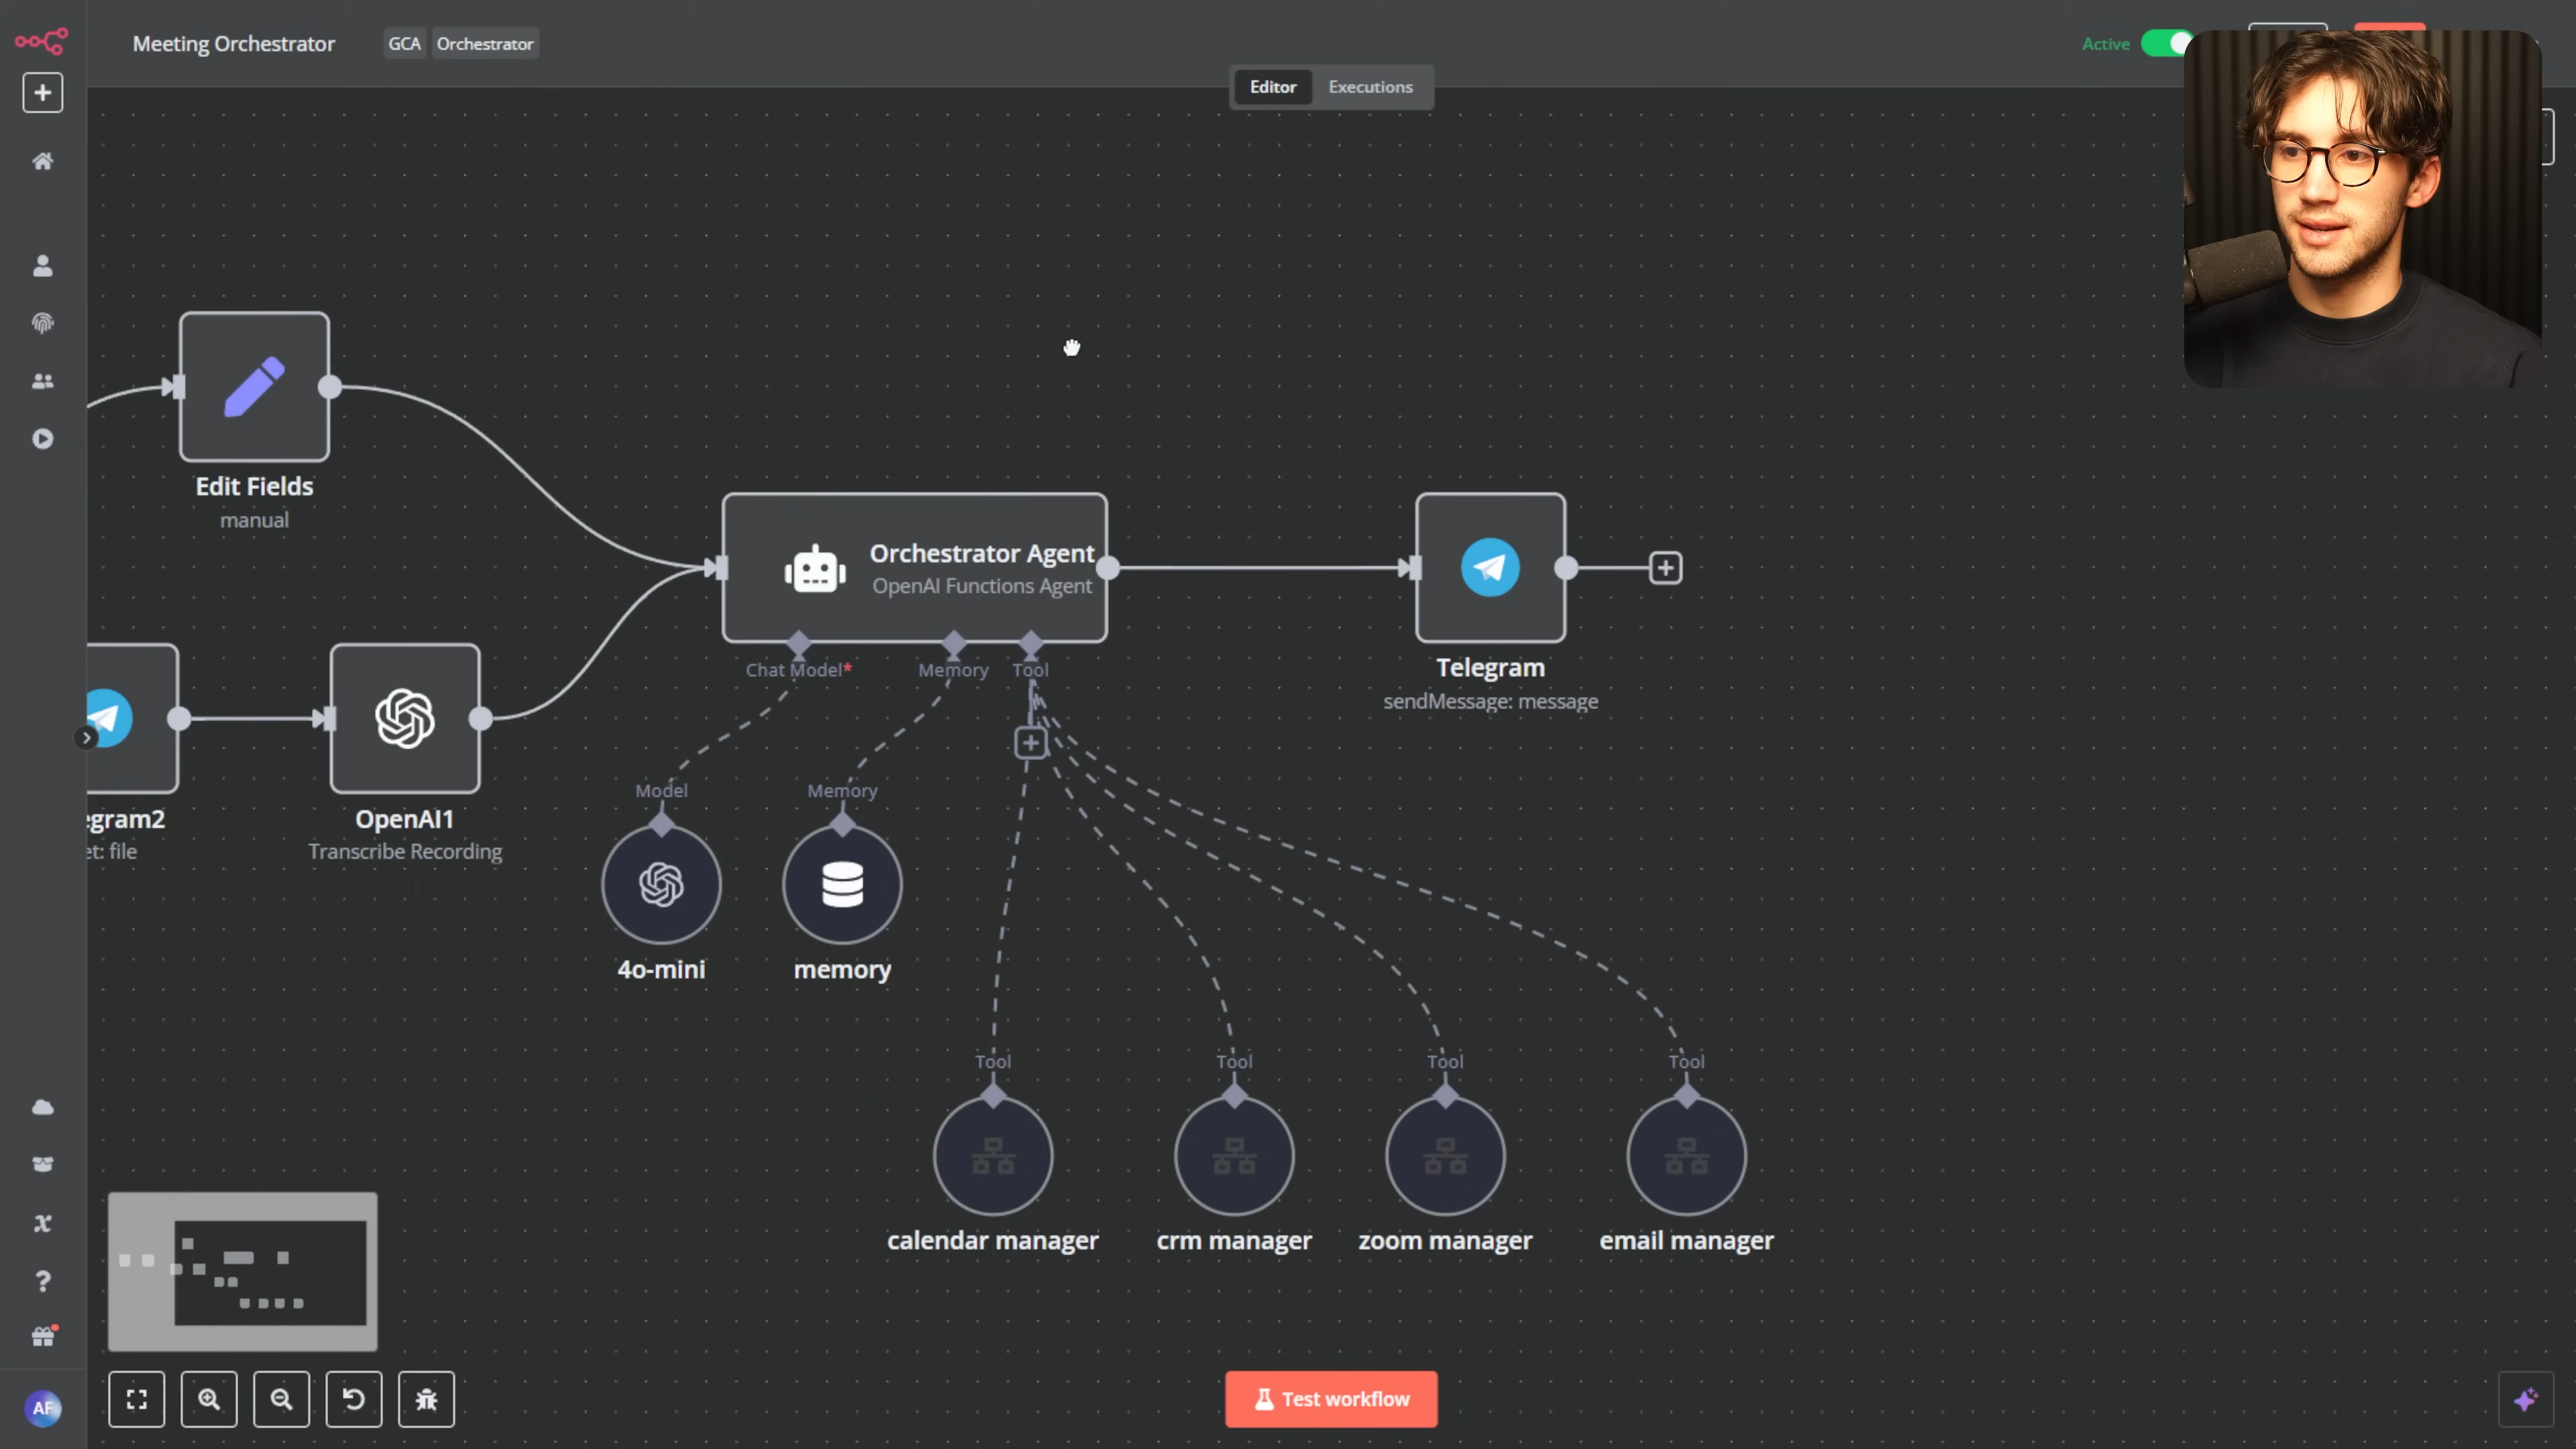 Meeting Orchestrator
GCA
Orchestrator
Active
Editor
Executions
Edit Fields
manual
Orchestrator Agent
OpenAI Functions Agent
Chat Model*
Memory
Tool
Telegram
sendMessage: message
egram2
et: file
OpenAI1
Transcribe Recording
Model
Memory
4o-mini
memory
Tool
Tool
Tool
Tool
calendar manager
crm manager
zoom manager
email manager
Test workflow
AF